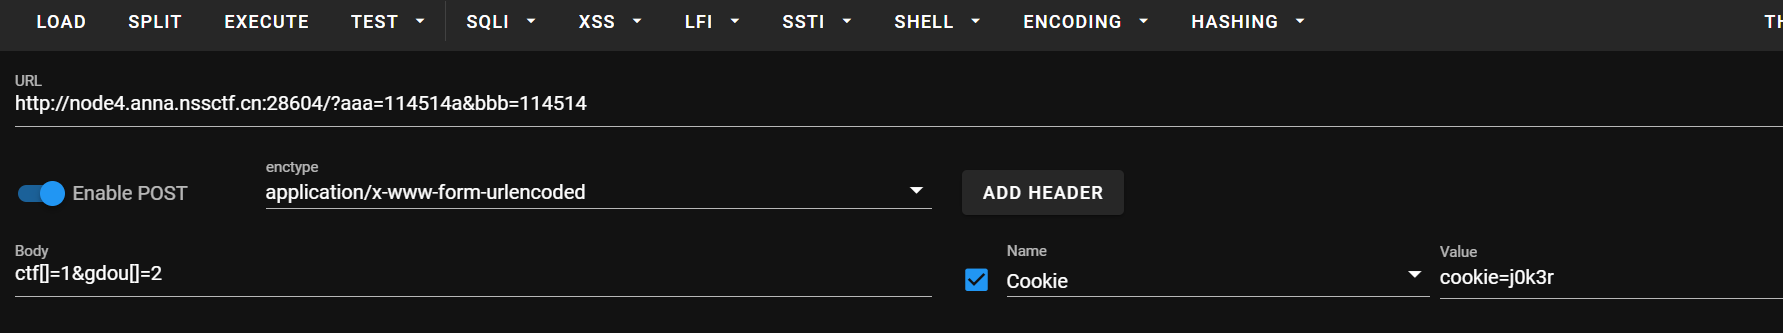 LOAD SPLIT EXECUTE TEST SQLI XSS LFI SSTI SHELL ENCODING HASHING TH
URL
http://node4.anna.nssctf.cn:28604/?aaa=114514a&bbb=114514
enctype
Enable POST application/x-www-form-urlencoded ADD HEADER
Body Name Value
ctf[]=1&gdou[]=2 Cookie cookie=j0k3r